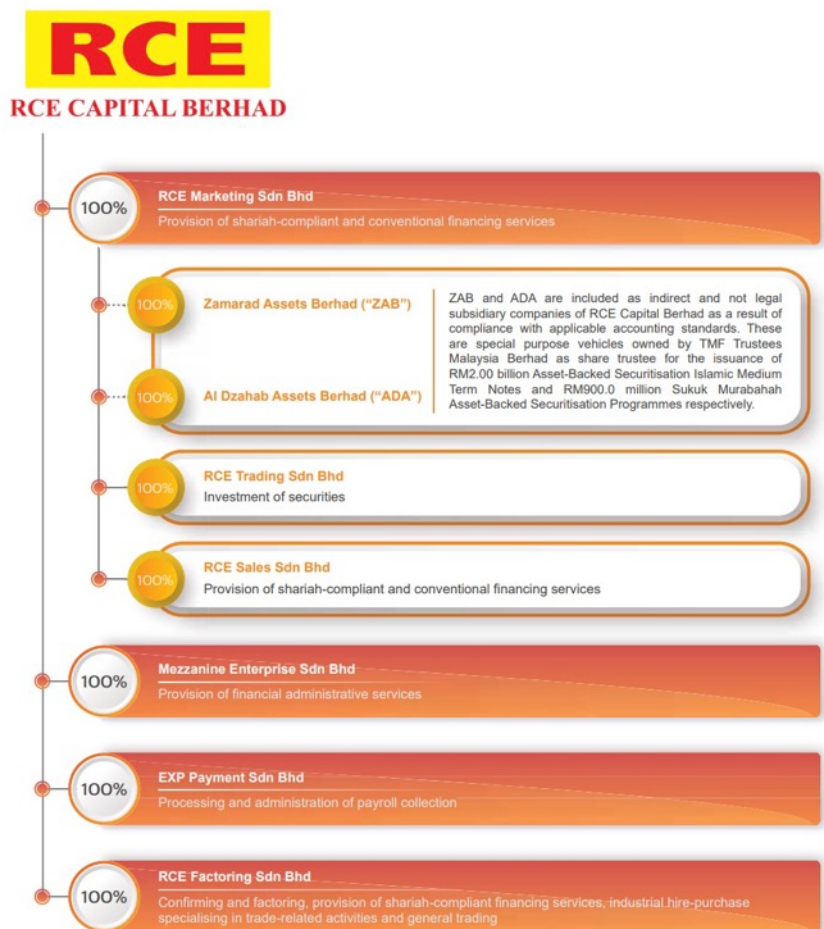 RCE
RCE CAPITAL BERHAD
100%
RCE Marketing Sdn Bhd
Provision of shariah-compliant and conventional financing services
100%
Zamarad Assets Berhad (“ZAB”)
100%
Al Dzahab Assets Berhad (“ADA”)
ZAB and ADA are included as indirect and not legal
subsidiary companies of RCE Capital Berhad as a result of
compliance with applicable accounting standards. These
are special purpose vehicles owned by TMF Trustees
Malaysia Berhad as share trustee for the issuance of
RM2.00 billion Asset-Backed Securitisation Islamic Medium
Term Notes and RM900.0 million Sukuk Murabahah
Asset-Backed Securitisation Programmes respectively.
100%
RCE Trading Sdn Bhd
Investment of securities
100%
RCE Sales Sdn Bhd
Provision of shariah-compliant and conventional financing services
100%
Mezzanine Enterprise Sdn Bhd
Provision of financial administrative services
100%
EXP Payment Sdn Bhd
Processing and administration of payroll collection
100%
RCE Factoring Sdn Bhd
Confirming and factoring, provision of shariah-compliant financing services, industrial hire-purchase
specialising in trade-related activities and general trading